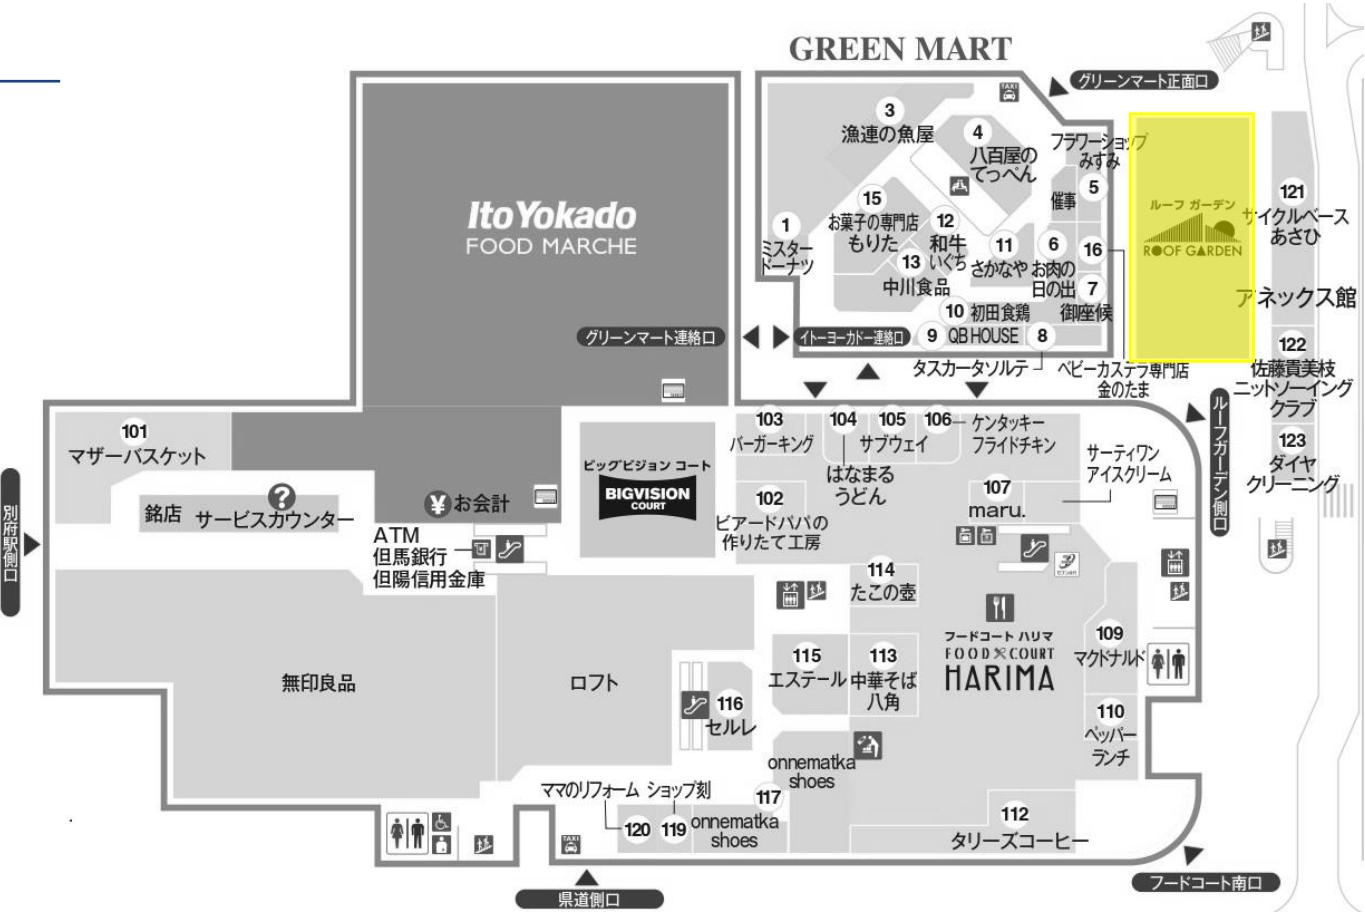 GREEN MART
グリーンマート正面口
TAXI
3
漁連の魚屋
4
八百屋の
てっぺん
フラワーショップ
みすみ
5
催事
15
お菓子の専門店
もりた
12
和牛
いぐち
1
ミスター
ドーナツ
13
中川食品
11
さかなや
6
お肉の
日の出
16
7
御座候
10
初田食鶏
9
QB HOUSE
8
タスカータソルテ
ベビーカステラ専門店
金のたま
イトーヨーカドー連絡口
グリーンマート連絡口
Ito Yokado
FOOD MARCHE
ルーフ ガーデン
ROOF GARDEN
121
サイクルベース
あさひ
アネックス館
122
佐藤貴美枝
ニットソーイング
クラブ
123
ダイヤ
クリーニング
ルーフガーデン側口
101
マザーバスケット
銘店
?
サービスカウンター
¥
お会計
ATM
但馬銀行
但陽信用金庫
別府駅側口
ビッグビジョン コート
BIGVISION
COURT
103
バーガーキング
104
はなまる
うどん
105
サブウェイ
106
ケンタッキー
フライドチキン
サーティワン
アイスクリーム
107
maru.
102
ビアードパパの
作りたて工房
114
たこの壺
115
エステール
113
中華そば
八角
フードコート ハリマ
FOOD COURT
HARIMA
109
マクドナルド
110
ペッパー
ランチ
無印良品
ロフト
116
セルレ
onnematka
shoes
117
onnematka
shoes
ママのリフォーム
ショップ刻
120
119
112
タリーズコーヒー
TAXI
県道側口
フードコート南口